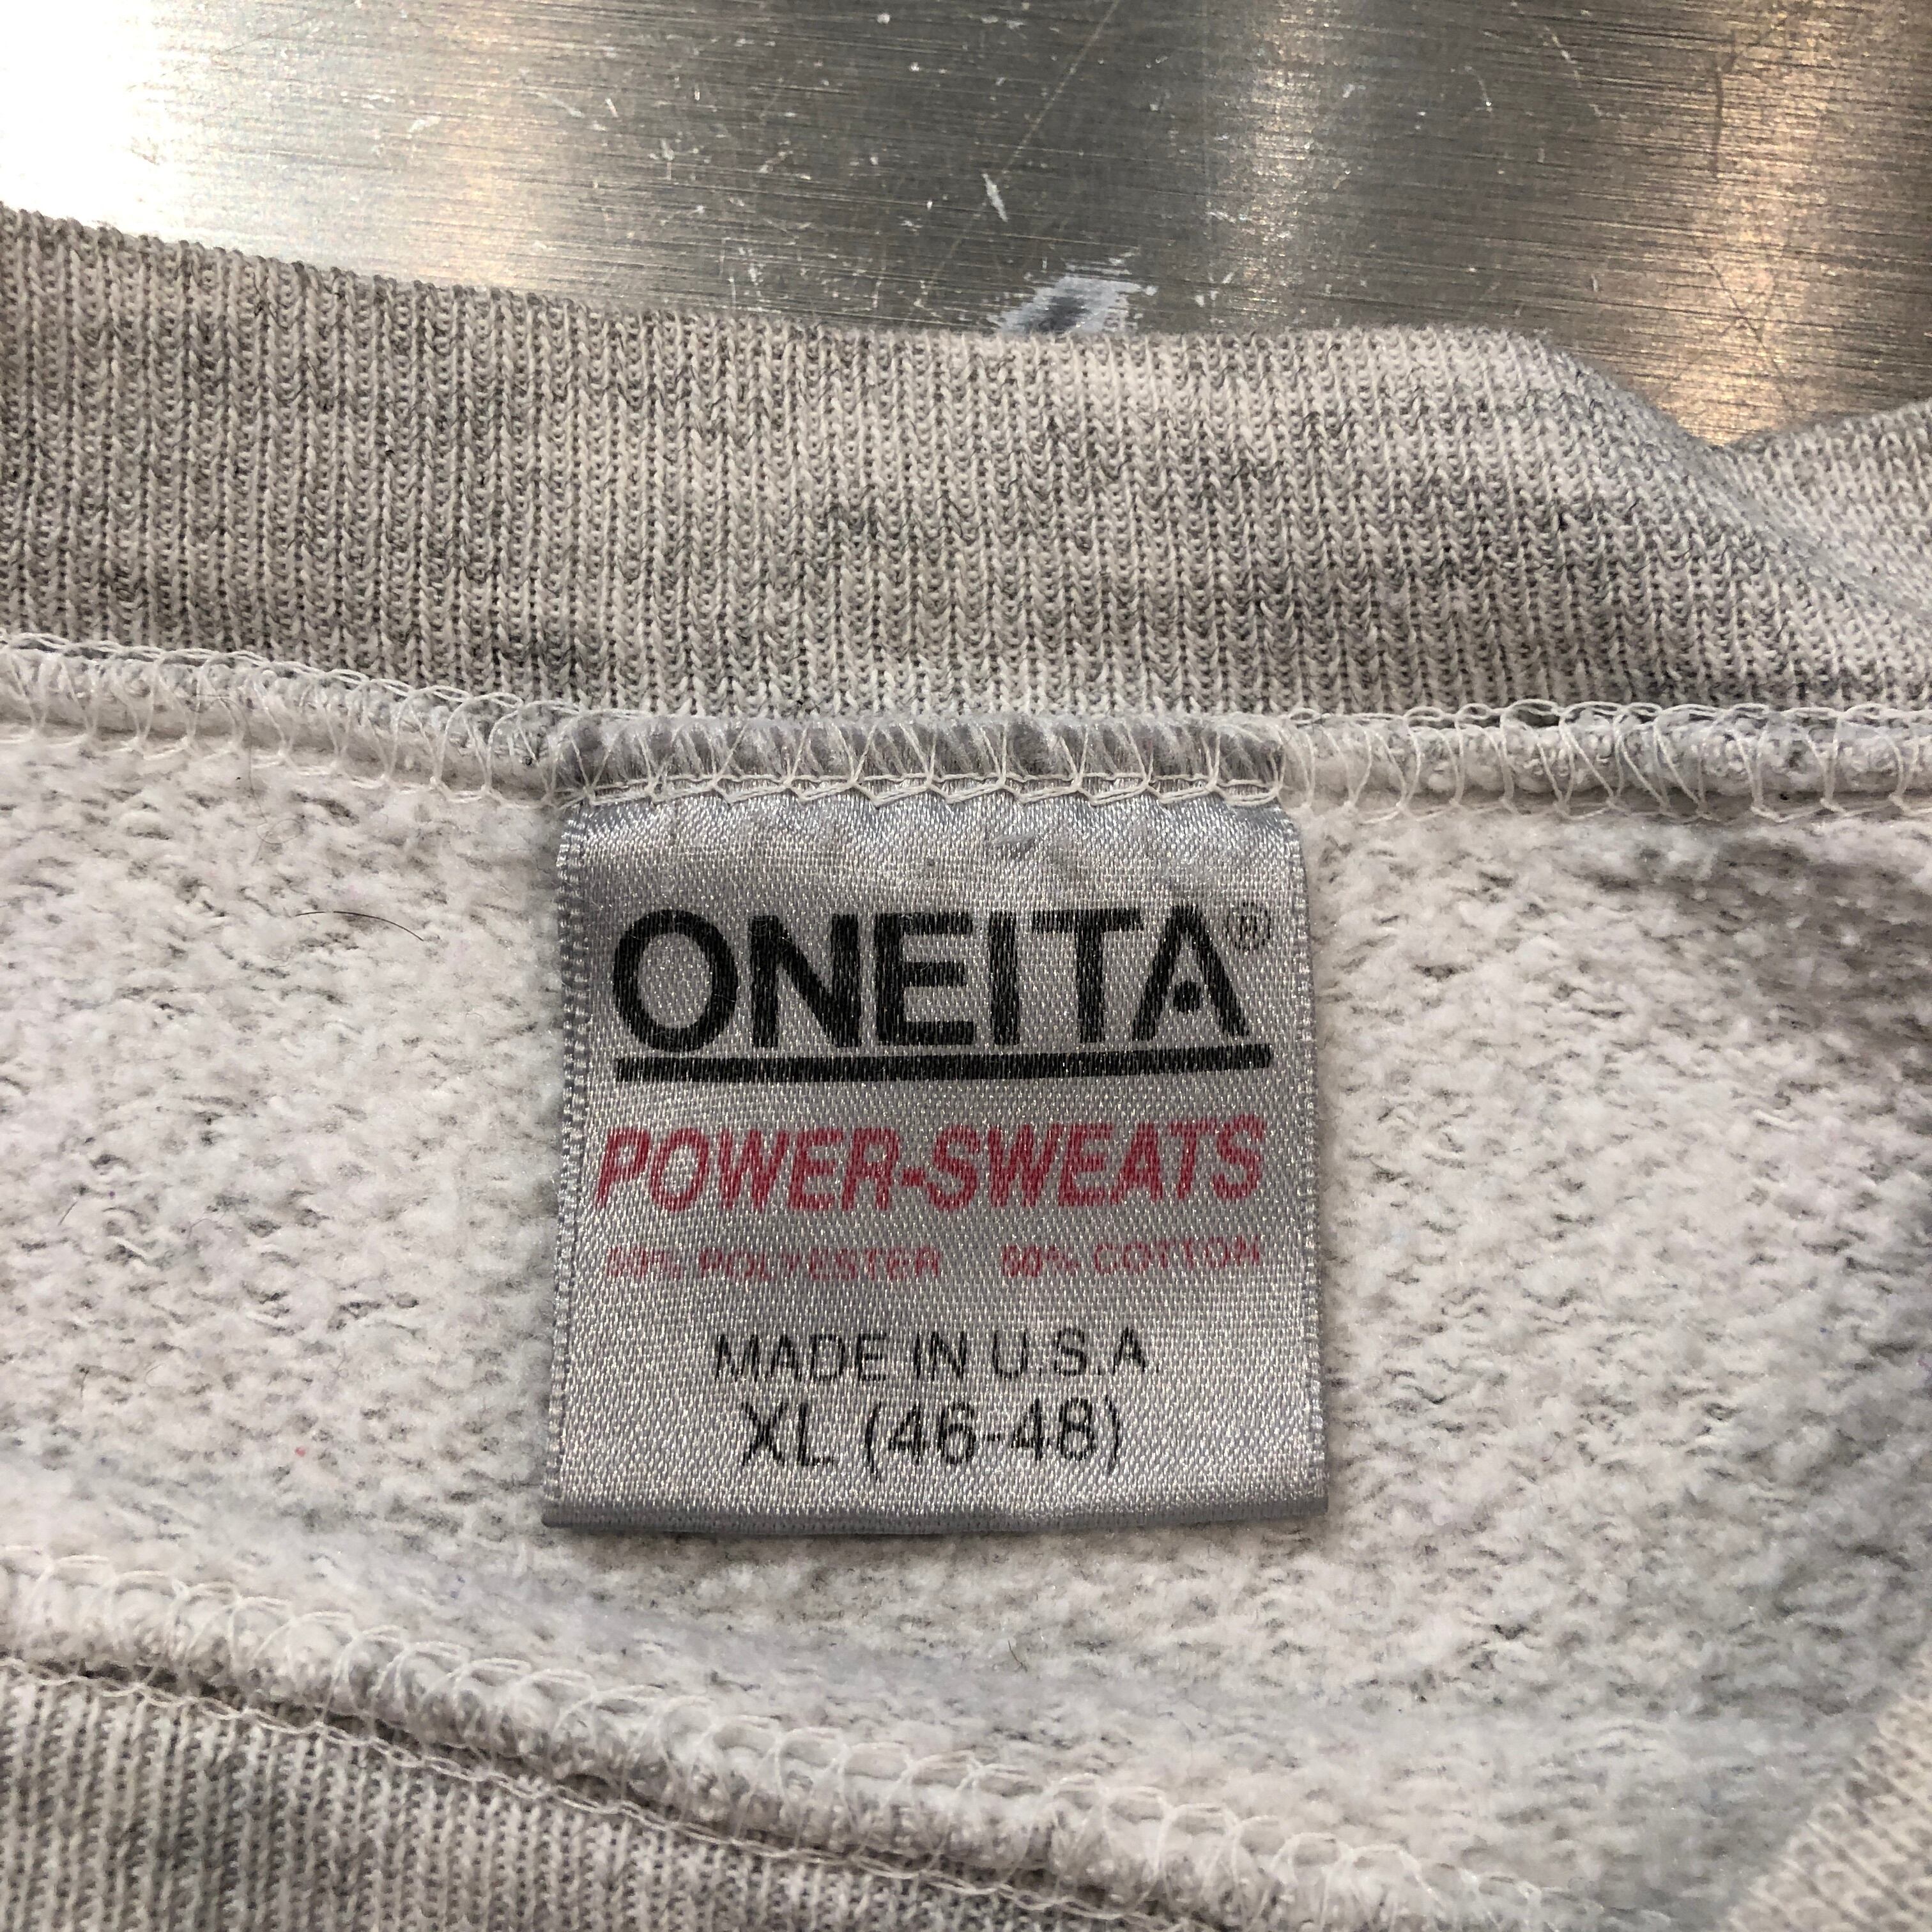 ONEITA®
POWER-SWEATS
50% POLYESTER 50% COTTON
MADE IN U.S.A
XL (46-48)